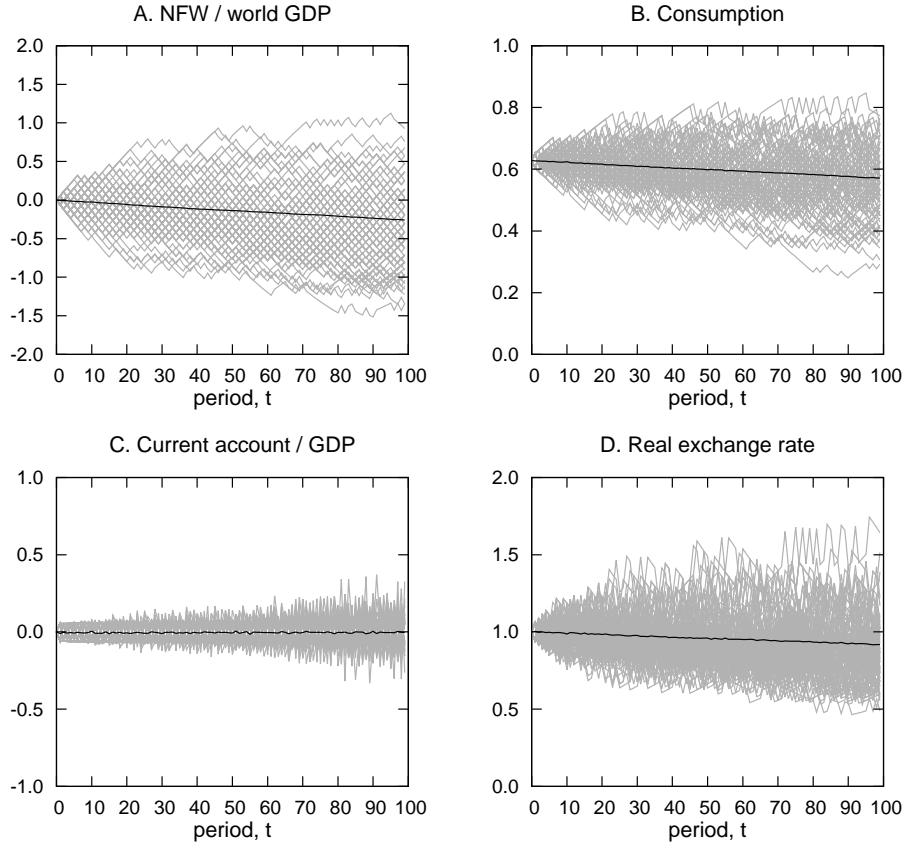 A. NFW / world GDP
2.0
1.5
1.0
0.5
0.0
-0.5
-1.0
-1.5
-2.0
0 10 20 30 40 50 60 70 80 90 100
period, t
B. Consumption
1.0
0.8
0.6
0.4
0.2
0.0
0 10 20 30 40 50 60 70 80 90 100
period, t
C. Current account / GDP
1.0
0.5
0.0
-0.5
-1.0
0 10 20 30 40 50 60 70 80 90 100
period, t
D. Real exchange rate
2.0
1.5
1.0
0.5
0.0
0 10 20 30 40 50 60 70 80 90 100
period, t